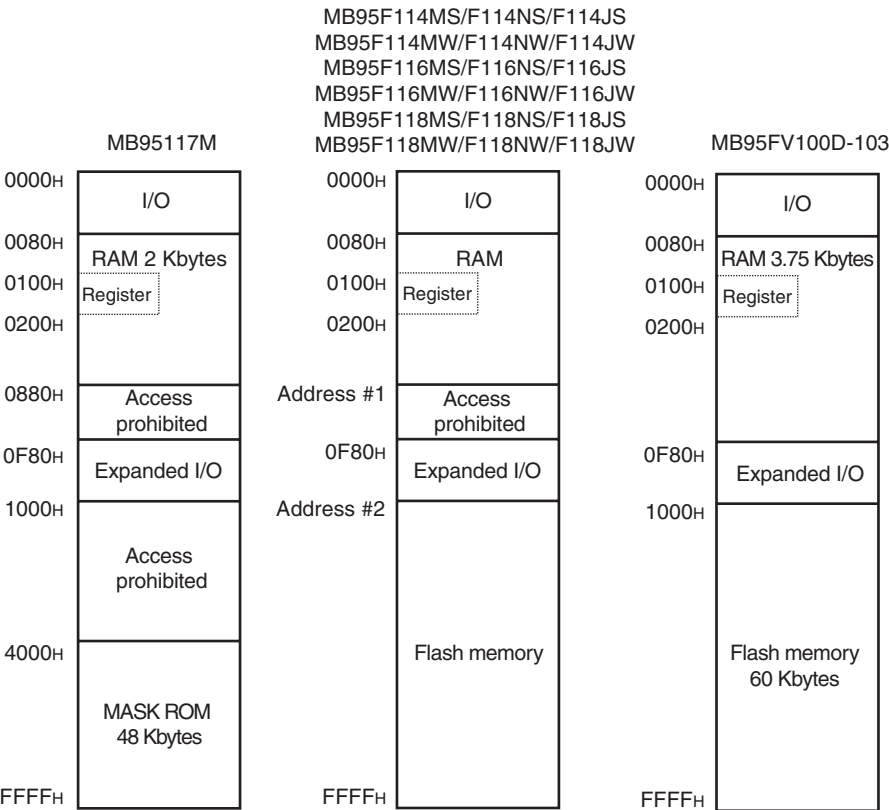 MB95F114MS/F114NS/F114JS
MB95F114MW/F114NW/F114JW
MB95F116MS/F116NS/F116JS
MB95F116MW/F116NW/F116JW
MB95F118MS/F118NS/F118JS
MB95F118MW/F118NW/F118JW
MB95117M
MB95FV100D-103
0000H
I/O
0080H
RAM 2 Kbytes
0100H
Register
0200H
0880H
Access
prohibited
0F80H
Expanded I/O
1000H
Access
prohibited
4000H
MASK ROM
48 Kbytes
FFFFH
0000H
I/O
0080H
RAM
0100H
Register
0200H
Address #1
Access
prohibited
0F80H
Expanded I/O
Address #2
Flash memory
FFFFH
0000H
I/O
0080H
RAM 3.75 Kbytes
0100H
Register
0200H
0F80H
Expanded I/O
1000H
Flash memory
60 Kbytes
FFFFH